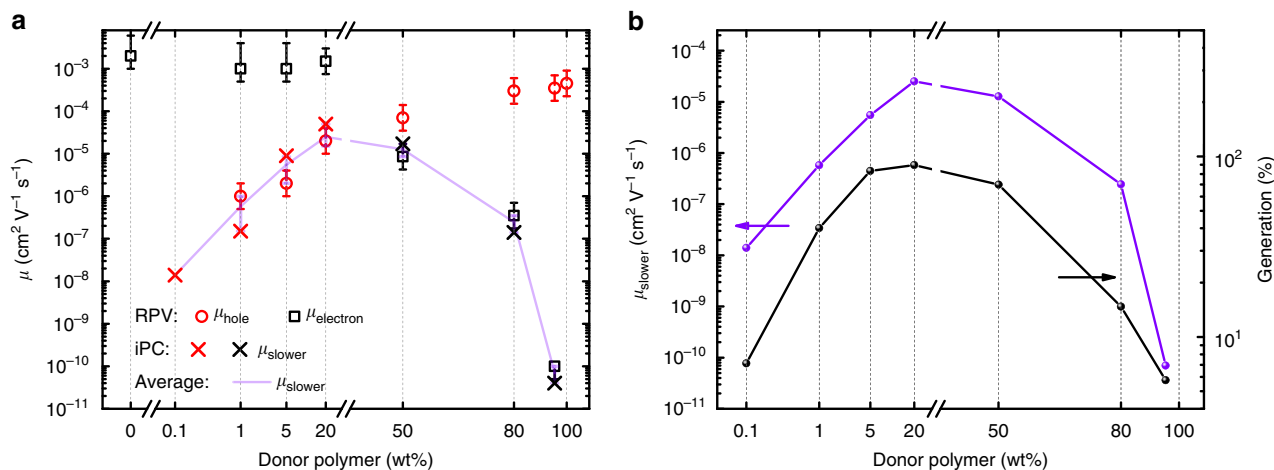 a
μ (cm² V⁻¹ s⁻¹)
10⁻³
10⁻⁴
10⁻⁵
10⁻⁶
10⁻⁷
10⁻⁸
10⁻⁹
10⁻¹⁰
10⁻¹¹
RPV: μhole μelectron
iPC: μslower
Average: μslower
0 0.1 1 5 20 50 80 100
Donor polymer (wt%)
b
μslower (cm² V⁻¹ s⁻¹)
10⁻⁴
10⁻⁵
10⁻⁶
10⁻⁷
10⁻⁸
10⁻⁹
10⁻¹⁰
10⁻¹¹
10²
10¹
Generation (%)
0.1 1 5 20 50 80 100
Donor polymer (wt%)